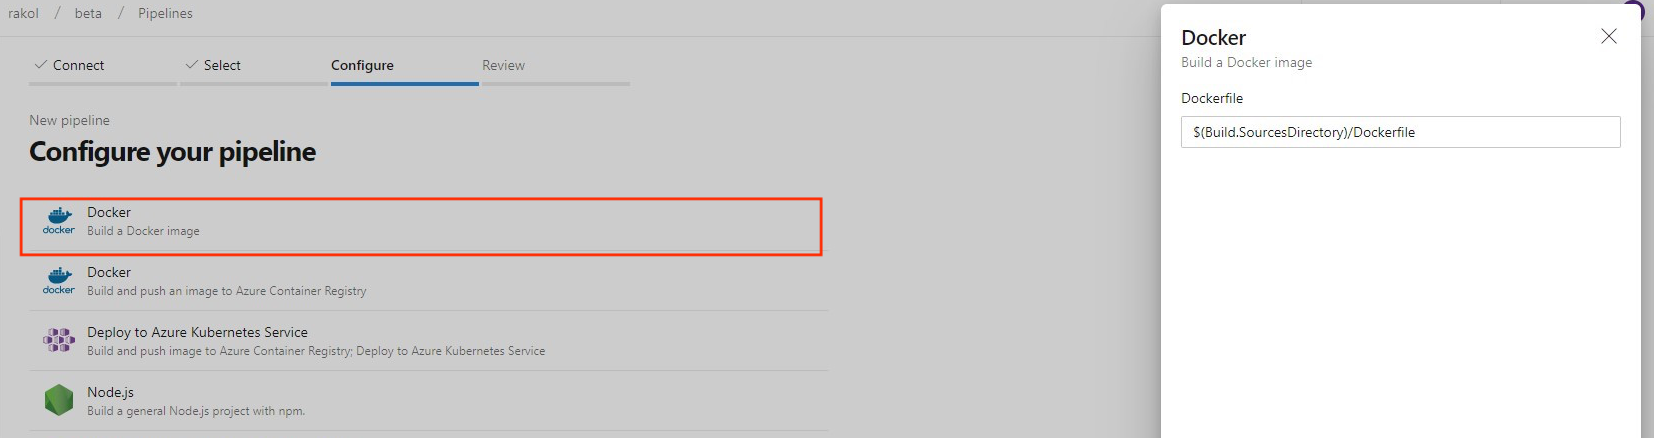 rakol / beta / Pipelines
Connect Select Configure Review
New pipeline
Configure your pipeline
docker
Docker
Build a Docker image
docker
Docker
Build and push an image to Azure Container Registry
Deploy to Azure Kubernetes Service
Build and push image to Azure Container Registry; Deploy to Azure Kubernetes Service
Node.js
Build a general Node.js project with npm.
Docker
Build a Docker image
Dockerfile
$(Build.SourcesDirectory)/Dockerfile